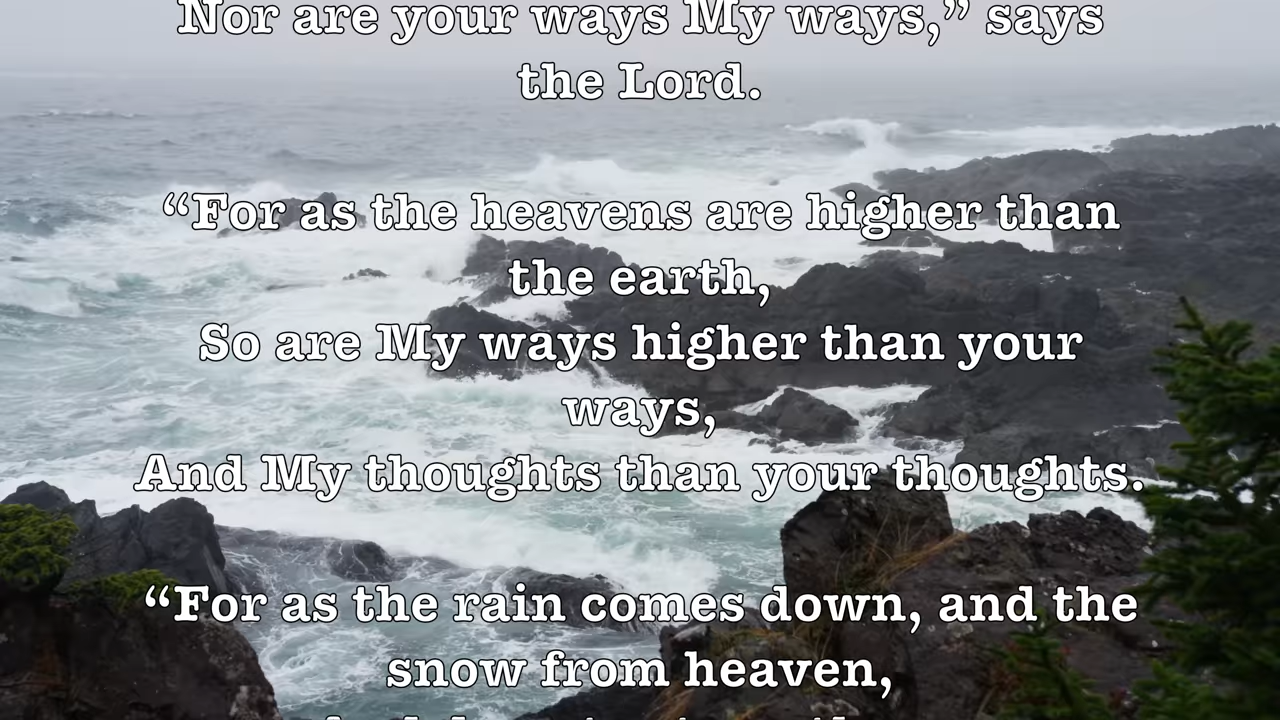 Nor are your ways My ways,” says
the Lord.
“For as the heavens are higher than
the earth,
So are My ways higher than your
ways,
And My thoughts than your thoughts.
“For as the rain comes down, and the
snow from heaven,